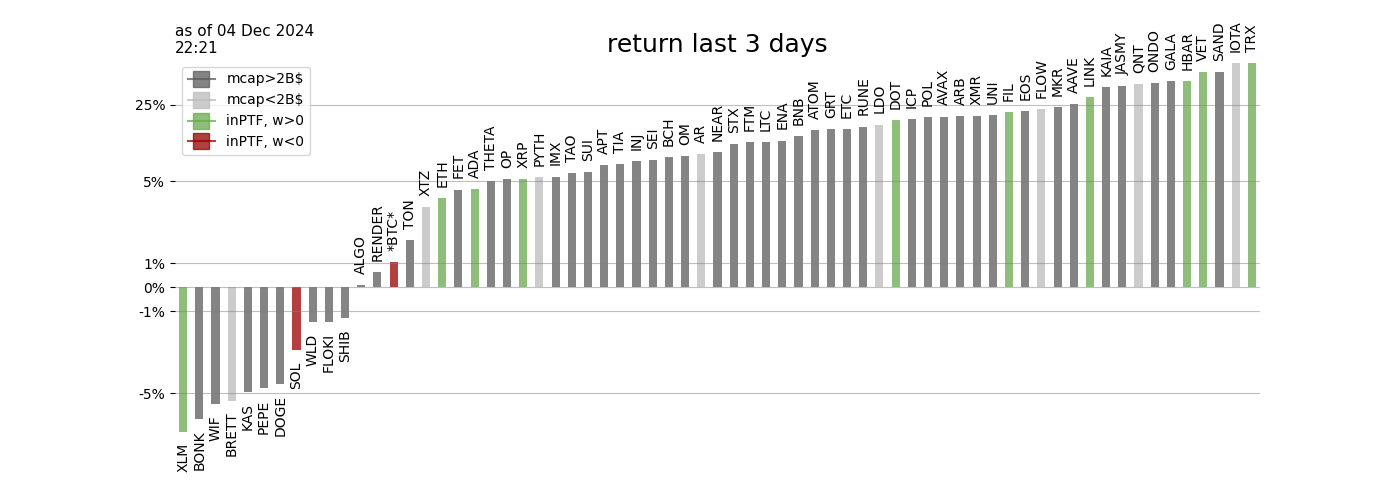 as of 04 Dec 2024
22:21
return last 3 days
mcap>2B$
mcap<2B$
inPTF, w>0
inPTF, w<0
25%
5%
1%
0%
-1%
-5%
XLM
BONK
WIF
BRETT
KAS
PEPE
DOGE
SOL
WLD
FLOKI
SHIB
ALGO
RENDER
*BTC*
TON
XTZ
ETH
FET
ADA
THETA
OP
XRP
PYTH
IMX
TAO
SUI
APT
TIA
INJ
SEI
BCH
OM
AR
NEAR
STX
FTM
LTC
ENA
BNB
ATOM
GRT
ETC
RUNE
LDO
DOT
ICP
POL
AVAX
ARB
XMR
UNI
FIL
EOS
FLOW
MKR
AAVE
LINK
KAIA
JASMY
QNT
ONDO
GALA
HBAR
VET
SAND
IOTA
TRX